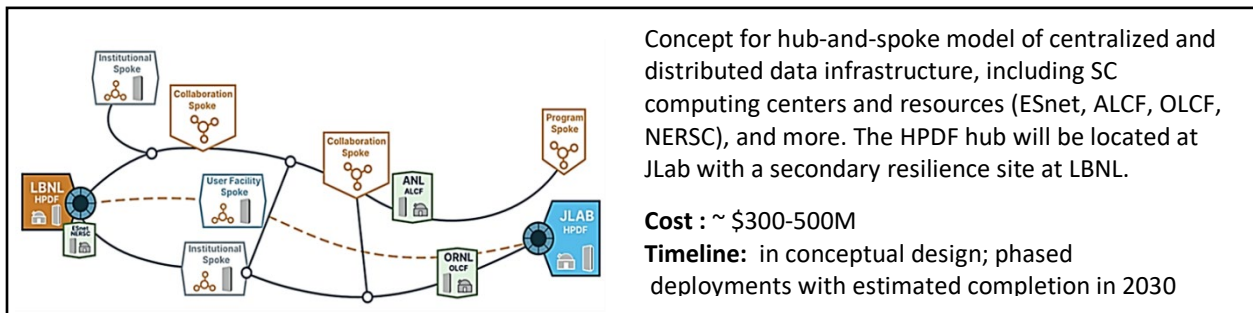 Institutional
Spoke
Collaboration
Spoke
Collaboration
Spoke
Program
Spoke
LBNL
HPDF
User Facility
Spoke
ANL
ALCF
ESnet
NERSC
Institutional
Spoke
ORNL
OLCF
JLAB
HPDF
Concept for hub-and-spoke model of centralized and
distributed data infrastructure, including SC
computing centers and resources (ESnet, ALCF, OLCF,
NERSC), and more. The HPDF hub will be located at
JLab with a secondary resilience site at LBNL.
Cost : ~ $300-500M
Timeline: in conceptual design; phased
deployments with estimated completion in 2030